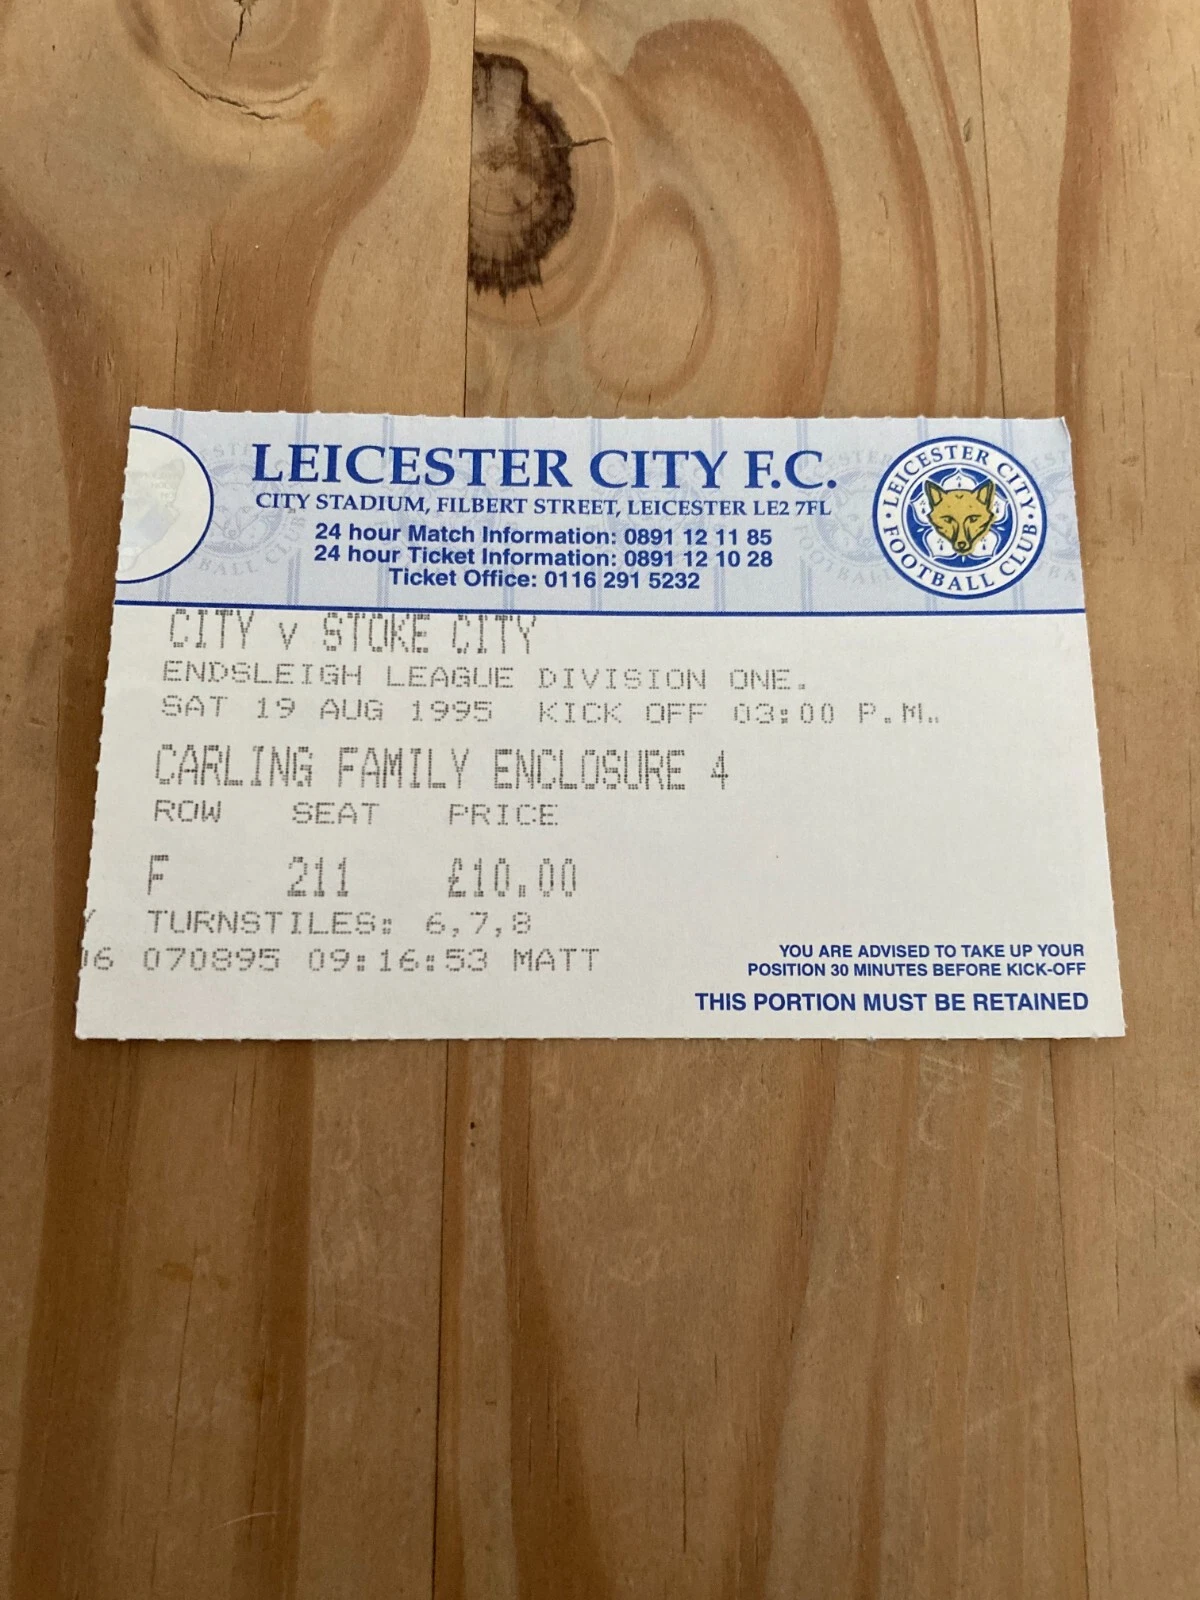 LEICESTER CITY F.C.
CITY STADIUM, FILBERT STREET, LEICESTER LE2 7FL
24 hour Match Information: 0891 12 11 85
24 hour Ticket Information: 0891 12 10 28
Ticket Office: 0116 291 5232
LEICESTER CITY
FOOTBALL CLUB
CITY v STOKE CITY
ENDSLEIGH LEAGUE DIVISION ONE.
SAT 19 AUG 1995 KICK OFF 03:00 P.M..
CARLING FAMILY ENCLOSURE 4
ROW SEAT PRICE
F 211 £10.00
TURNSTILES: 6,7,8
6 070895 09:16:53 MATT
YOU ARE ADVISED TO TAKE UP YOUR
POSITION 30 MINUTES BEFORE KICK-OFF
THIS PORTION MUST BE RETAINED